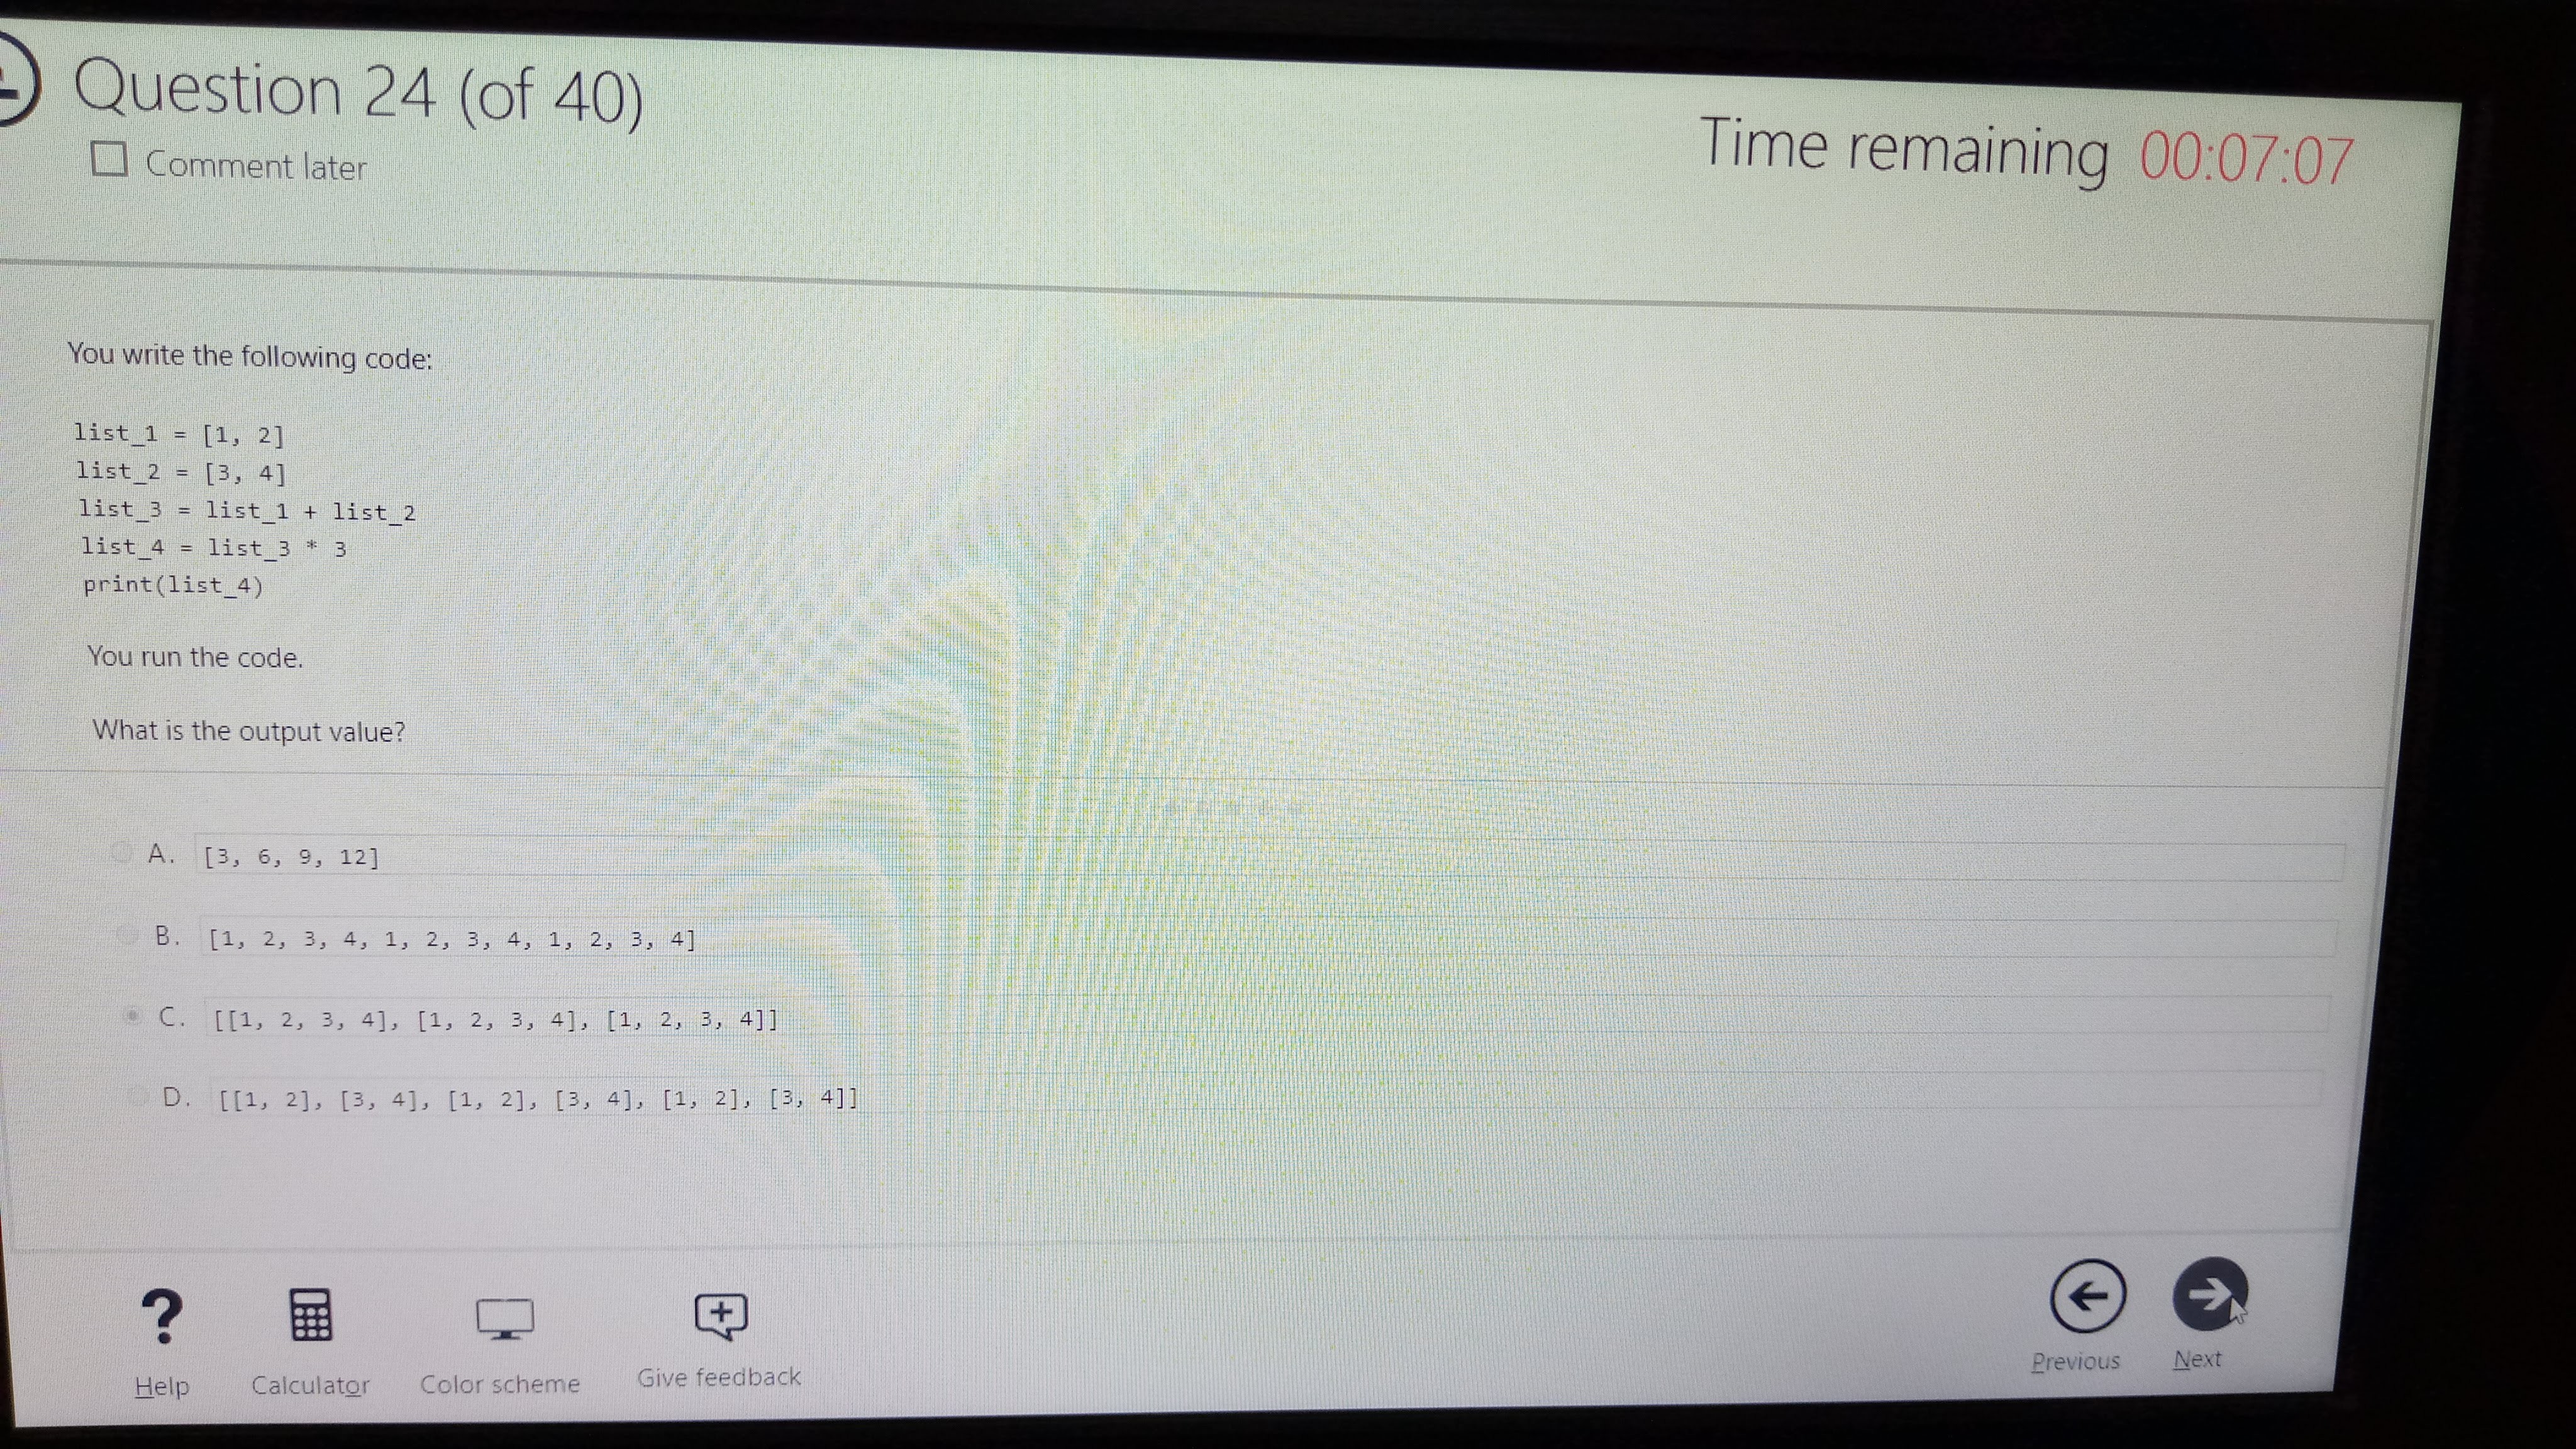 Question 24 (of 40)
Comment later
Time remaining 00:07:07
You write the following code:
list_1 = [1, 2]
list_2 = [3, 4]
list_3 = list_1 + list_2
list_4 = list_3 * 3
print(list_4)
You run the code.
What is the output value?
A. [3, 6, 9, 12]
B. [1, 2, 3, 4, 1, 2, 3, 4, 1, 2, 3, 4]
C. [[1, 2, 3, 4], [1, 2, 3, 4], [1, 2, 3, 4]]
D. [[1, 2], [3, 4], [1, 2], [3, 4], [1, 2], [3, 4]]
Help
Calculator
Color scheme
Give feedback
Previous
Next